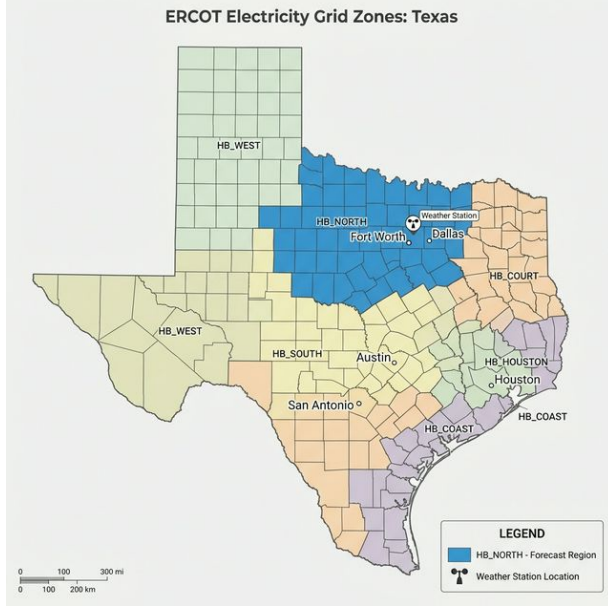 ERCOT Electricity Grid Zones: Texas
HB_WEST
HB_NORTH
Weather Station
Fort Worth
Dallas
HB_COURT
HB_WEST
HB_SOUTH
Austin
HB_HOUSTON
Houston
San Antonio
HB_COAST
HB_COAST
LEGEND
HB_NORTH - Forecast Region
Weather Station Location
0 100 300 mi
0 100 200 km